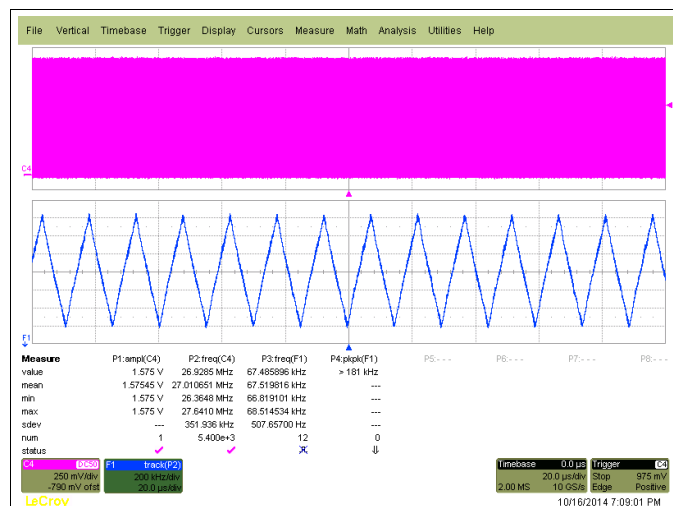 File Vertical Timebase Trigger Display Cursors Measure Math Analysis Utilities Help
C4
F1
Measure P1:ampl(C4) P2:freq(C4) P3:freq(F1) P4:pkpk(F1) P5:- - - P6:- - - P7:- - - P8:- - -
value 1.575 V 26.9285 MHz 67.485896 kHz > 181 kHz
mean 1.57545 V 27.010651 MHz 67.519816 kHz ---
min 1.575 V 26.3648 MHz 66.819101 kHz ---
max 1.575 V 27.6410 MHz 68.514534 kHz ---
sdev --- 351.936 kHz 507.65700 Hz ---
num 1 5.400e+3 12 0
status
C4 DC50 F1 track(P2) Timebase 0.0 µs Trigger C4
250 mV/div 200 kHz/div 20.0 µs/div Stop 975 mV
-790 mV ofst 20.0 µs/div 2.00 MS 10 GS/s Edge Positive
LeCroy 10/16/2014 7:09:01 PM